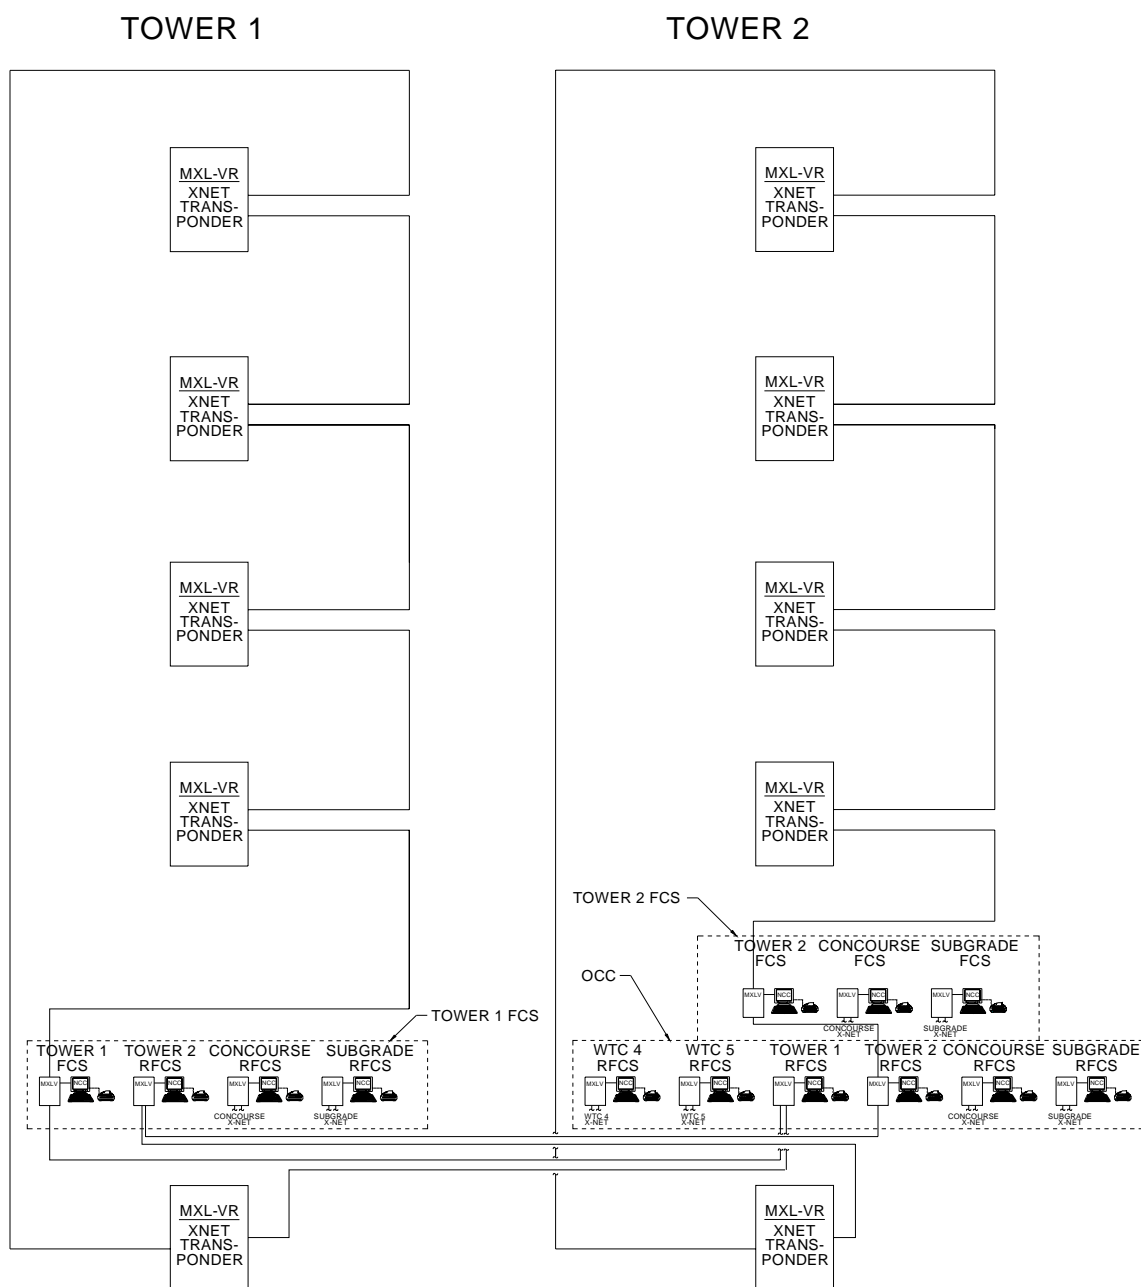 TOWER 1
TOWER 2
MXL-VR
XNET
TRANS-
PONDER
MXL-VR
XNET
TRANS-
PONDER
MXL-VR
XNET
TRANS-
PONDER
MXL-VR
XNET
TRANS-
PONDER
MXL-VR
XNET
TRANS-
PONDER
MXL-VR
XNET
TRANS-
PONDER
MXL-VR
XNET
TRANS-
PONDER
MXL-VR
XNET
TRANS-
PONDER
TOWER 2 FCS
TOWER 2
FCS
CONCOURSE
FCS
SUBGRADE
FCS
OCC
MXLV
NCC
MXLV
NCC
CONCOURSE
X-NET
MXLV
NCC
SUBGRADE
X-NET
TOWER 1 FCS
TOWER 1
FCS
TOWER 2
RFCS
CONCOURSE
RFCS
SUBGRADE
RFCS
MXLV
NCC
MXLV
NCC
MXLV
NCC
CONCOURSE
X-NET
MXLV
NCC
SUBGRADE
X-NET
WTC 4
RFCS
WTC 5
RFCS
TOWER 1
RFCS
TOWER 2
RFCS
CONCOURSE
RFCS
SUBGRADE
RFCS
MXLV
NCC
WTC 4
X-NET
MXLV
NCC
WTC 5
X-NET
MXLV
NCC
MXLV
NCC
MXLV
NCC
CONCOURSE
X-NET
MXLV
NCC
SUBGRADE
X-NET
MXL-VR
XNET
TRANS-
PONDER
MXL-VR
XNET
TRANS-
PONDER